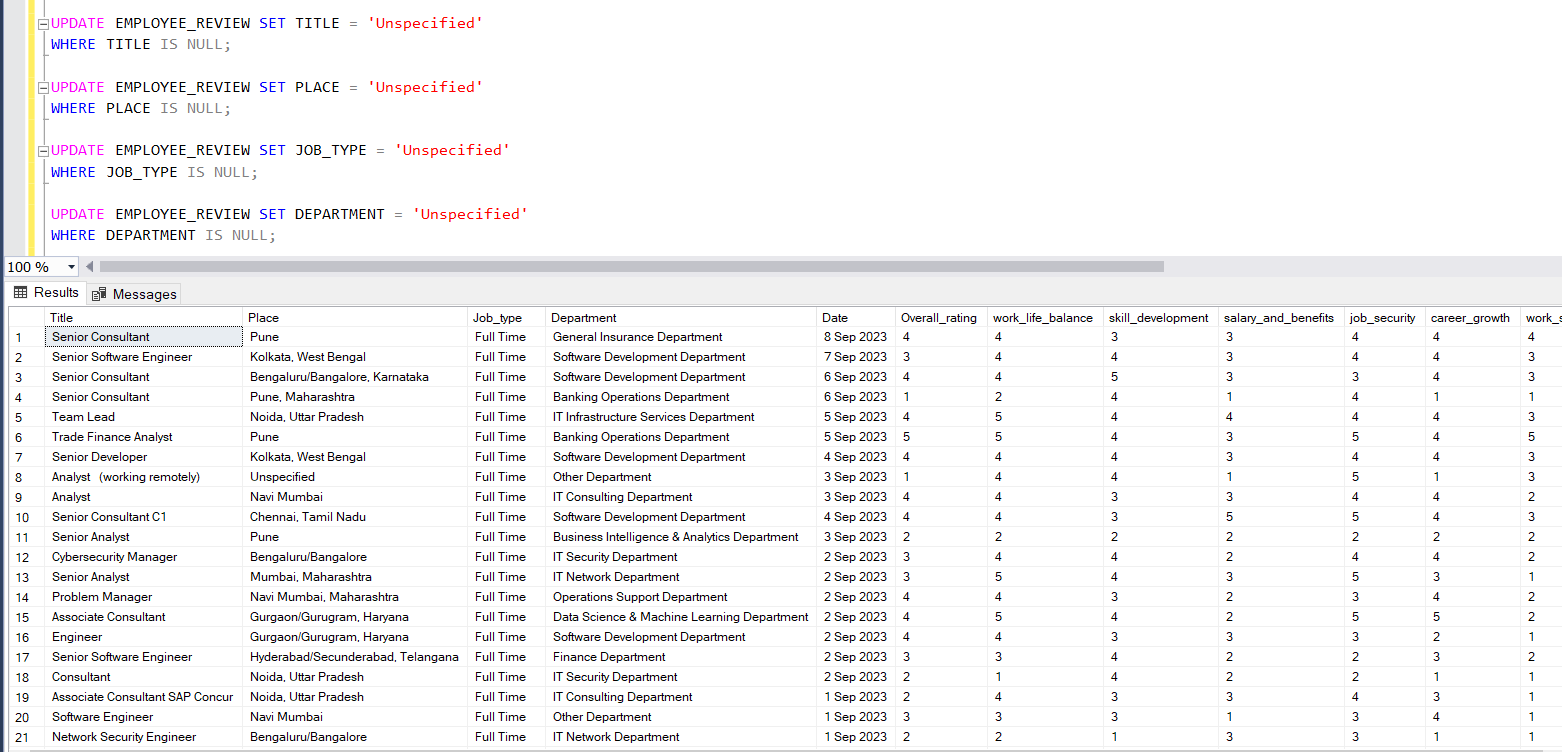 UPDATE EMPLOYEE_REVIEW SET TITLE = 'Unspecified'
WHERE TITLE IS NULL;
UPDATE EMPLOYEE_REVIEW SET PLACE = 'Unspecified'
WHERE PLACE IS NULL;
UPDATE EMPLOYEE_REVIEW SET JOB_TYPE = 'Unspecified'
WHERE JOB_TYPE IS NULL;
UPDATE EMPLOYEE_REVIEW SET DEPARTMENT = 'Unspecified'
WHERE DEPARTMENT IS NULL;
100 %
Results Messages
Title Place Job_type Department Date Overall_rating work_life_balance skill_development salary_and_benefits job_security career_growth work_s
1 Senior Consultant Pune Full Time General Insurance Department 8 Sep 2023 4 4 3 3 4 4 4
2 Senior Software Engineer Kolkata, West Bengal Full Time Software Development Department 7 Sep 2023 3 4 4 3 4 4 3
3 Senior Consultant Bengaluru/Bangalore, Karnataka Full Time Software Development Department 6 Sep 2023 4 4 5 3 3 4 3
4 Senior Consultant Pune, Maharashtra Full Time Banking Operations Department 6 Sep 2023 1 2 4 1 4 1 1
5 Team Lead Noida, Uttar Pradesh Full Time IT Infrastructure Services Department 5 Sep 2023 4 5 4 4 4 4 3
6 Trade Finance Analyst Pune Full Time Banking Operations Department 5 Sep 2023 5 5 4 3 5 4 5
7 Senior Developer Kolkata, West Bengal Full Time Software Development Department 4 Sep 2023 4 4 4 3 4 4 3
8 Analyst (working remotely) Unspecified Full Time Other Department 3 Sep 2023 1 4 4 1 5 1 3
9 Analyst Navi Mumbai Full Time IT Consulting Department 3 Sep 2023 4 4 3 3 4 4 2
10 Senior Consultant C1 Chennai, Tamil Nadu Full Time Software Development Department 4 Sep 2023 4 4 3 5 5 4 3
11 Senior Analyst Pune Full Time Business Intelligence & Analytics Department 3 Sep 2023 2 2 2 2 2 2 2
12 Cybersecurity Manager Bengaluru/Bangalore Full Time IT Security Department 2 Sep 2023 3 4 4 2 4 4 2
13 Senior Analyst Mumbai, Maharashtra Full Time IT Network Department 2 Sep 2023 3 5 4 3 5 3 1
14 Problem Manager Navi Mumbai, Maharashtra Full Time Operations Support Department 2 Sep 2023 4 4 3 2 3 4 2
15 Associate Consultant Gurgaon/Gurugram, Haryana Full Time Data Science & Machine Learning Department 2 Sep 2023 4 5 4 2 5 5 2
16 Engineer Gurgaon/Gurugram, Haryana Full Time Software Development Department 2 Sep 2023 4 4 3 3 3 2 1
17 Senior Software Engineer Hyderabad/Secunderabad, Telangana Full Time Finance Department 2 Sep 2023 3 3 4 2 2 3 2
18 Consultant Noida, Uttar Pradesh Full Time IT Security Department 2 Sep 2023 2 1 4 2 2 1 1
19 Associate Consultant SAP Concur Noida, Uttar Pradesh Full Time IT Consulting Department 1 Sep 2023 2 4 3 3 4 3 1
20 Software Engineer Navi Mumbai Full Time Other Department 1 Sep 2023 3 3 3 1 3 4 1
21 Network Security Engineer Bengaluru/Bangalore Full Time IT Network Department 1 Sep 2023 2 2 1 3 3 1 1